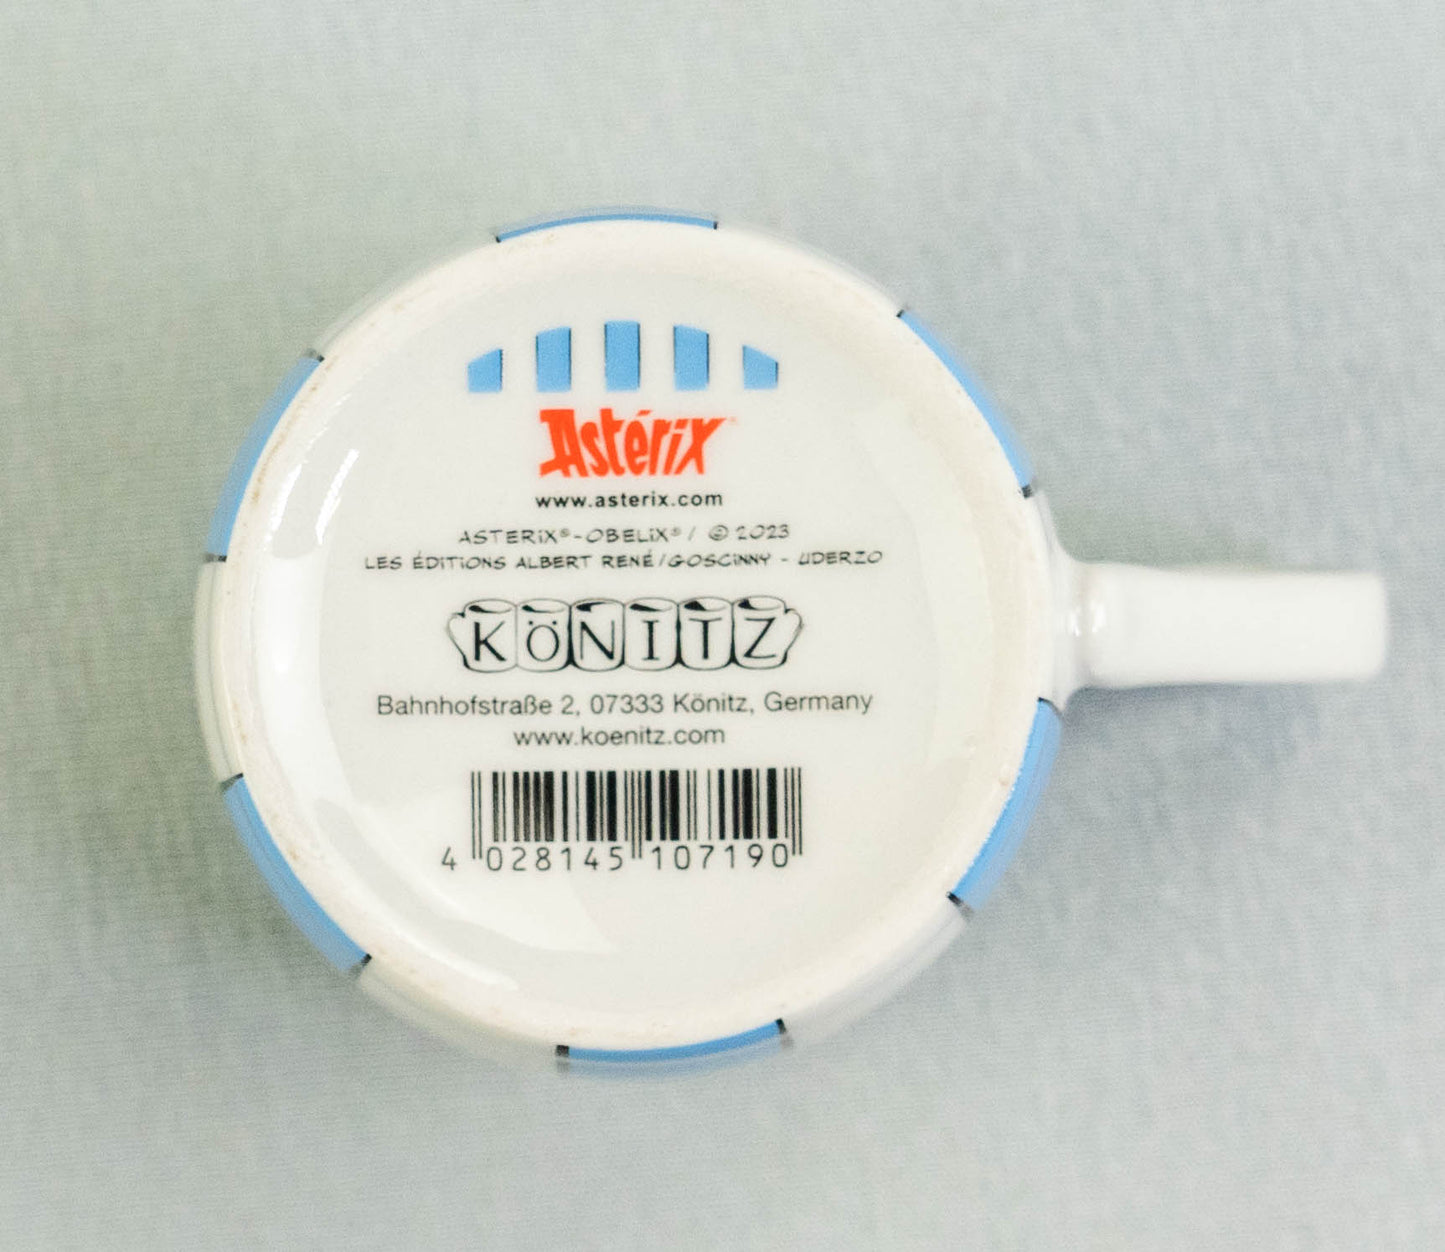 Astérix™
www.asterix.com
ASTERiX®-OBELiX® / © 2023
LES ÉDiTiONS ALBERT RENÉ/GOSCiNNY - UDERZO
KÖNITZ
Bahnhofstraße 2, 07333 Könitz, Germany
www.koenitz.com
4 028145 107190